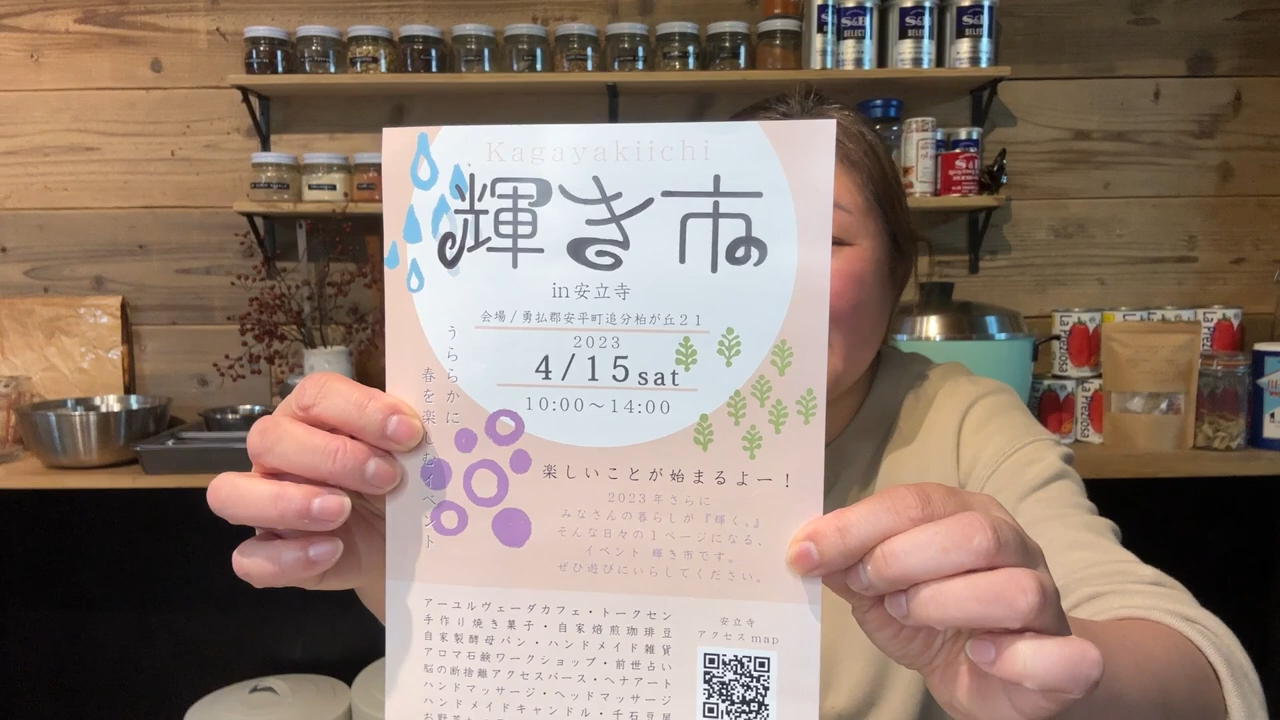 Kagayakiichi
輝き市
in安立寺
会場/勇払郡安平町追分柏が丘21
2023
4/15sat
10:00〜14:00
うららかに
春を楽しむイベント
楽しいことが始まるよー！
2023年さらに
みなさんの暮らしが『輝く。』
そんな日々の1ページになる、
イベント 輝き市です。
ぜひ遊びにいらしてください。
アーユルヴェーダカフェ・トークセン
手作り焼き菓子・自家焙煎珈琲豆
自家製酵母パン・ハンドメイド雑貨
アロマ石鹸ワークショップ・前世占い
脳の断捨離アクセスバース・ヘナアート
ハンドマッサージ・ヘッドマッサージ
ハンドメイドキャンドル・千石豆屋
安立寺
アクセスmap
S&B
SELECT
S&B
SELECT
S&B
SELECT
S&B
La Preziosa
La Preziosa